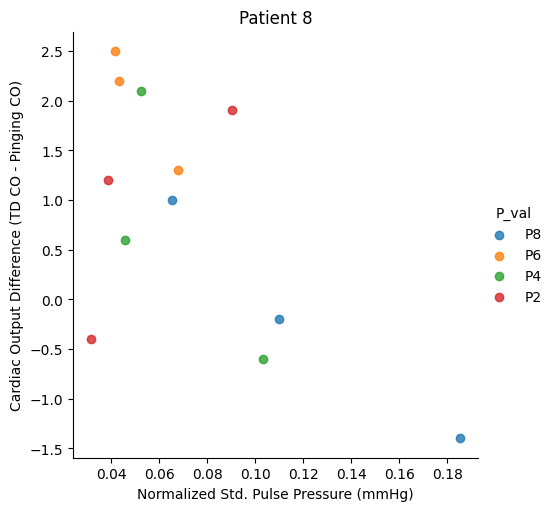 Patient 8
Cardiac Output Difference (TD CO - Pinging CO)
2.5
2.0
1.5
1.0
0.5
0.0
−0.5
−1.0
−1.5
0.04 0.06 0.08 0.10 0.12 0.14 0.16 0.18
Normalized Std. Pulse Pressure (mmHg)
P_val
P8
P6
P4
P2